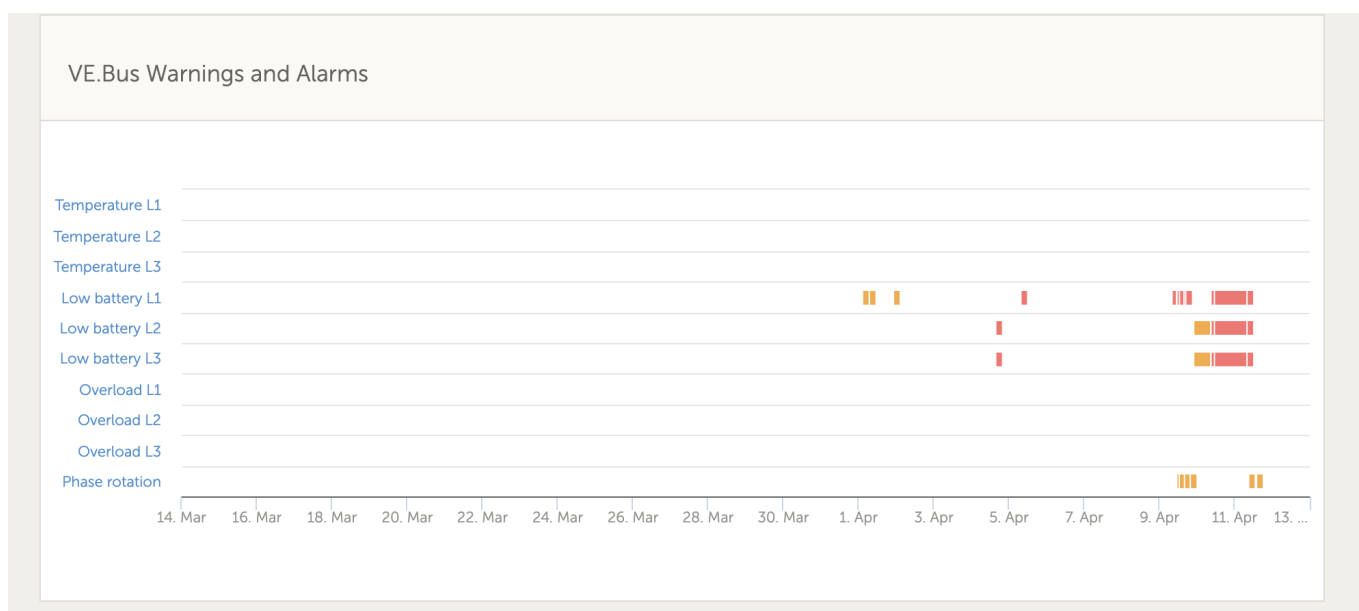 VE.Bus Warnings and Alarms
Temperature L1
Temperature L2
Temperature L3
Low battery L1
Low battery L2
Low battery L3
Overload L1
Overload L2
Overload L3
Phase rotation
14. Mar 16. Mar 18. Mar 20. Mar 22. Mar 24. Mar 26. Mar 28. Mar 30. Mar 1. Apr 3. Apr 5. Apr 7. Apr 9. Apr 11. Apr 13. ...